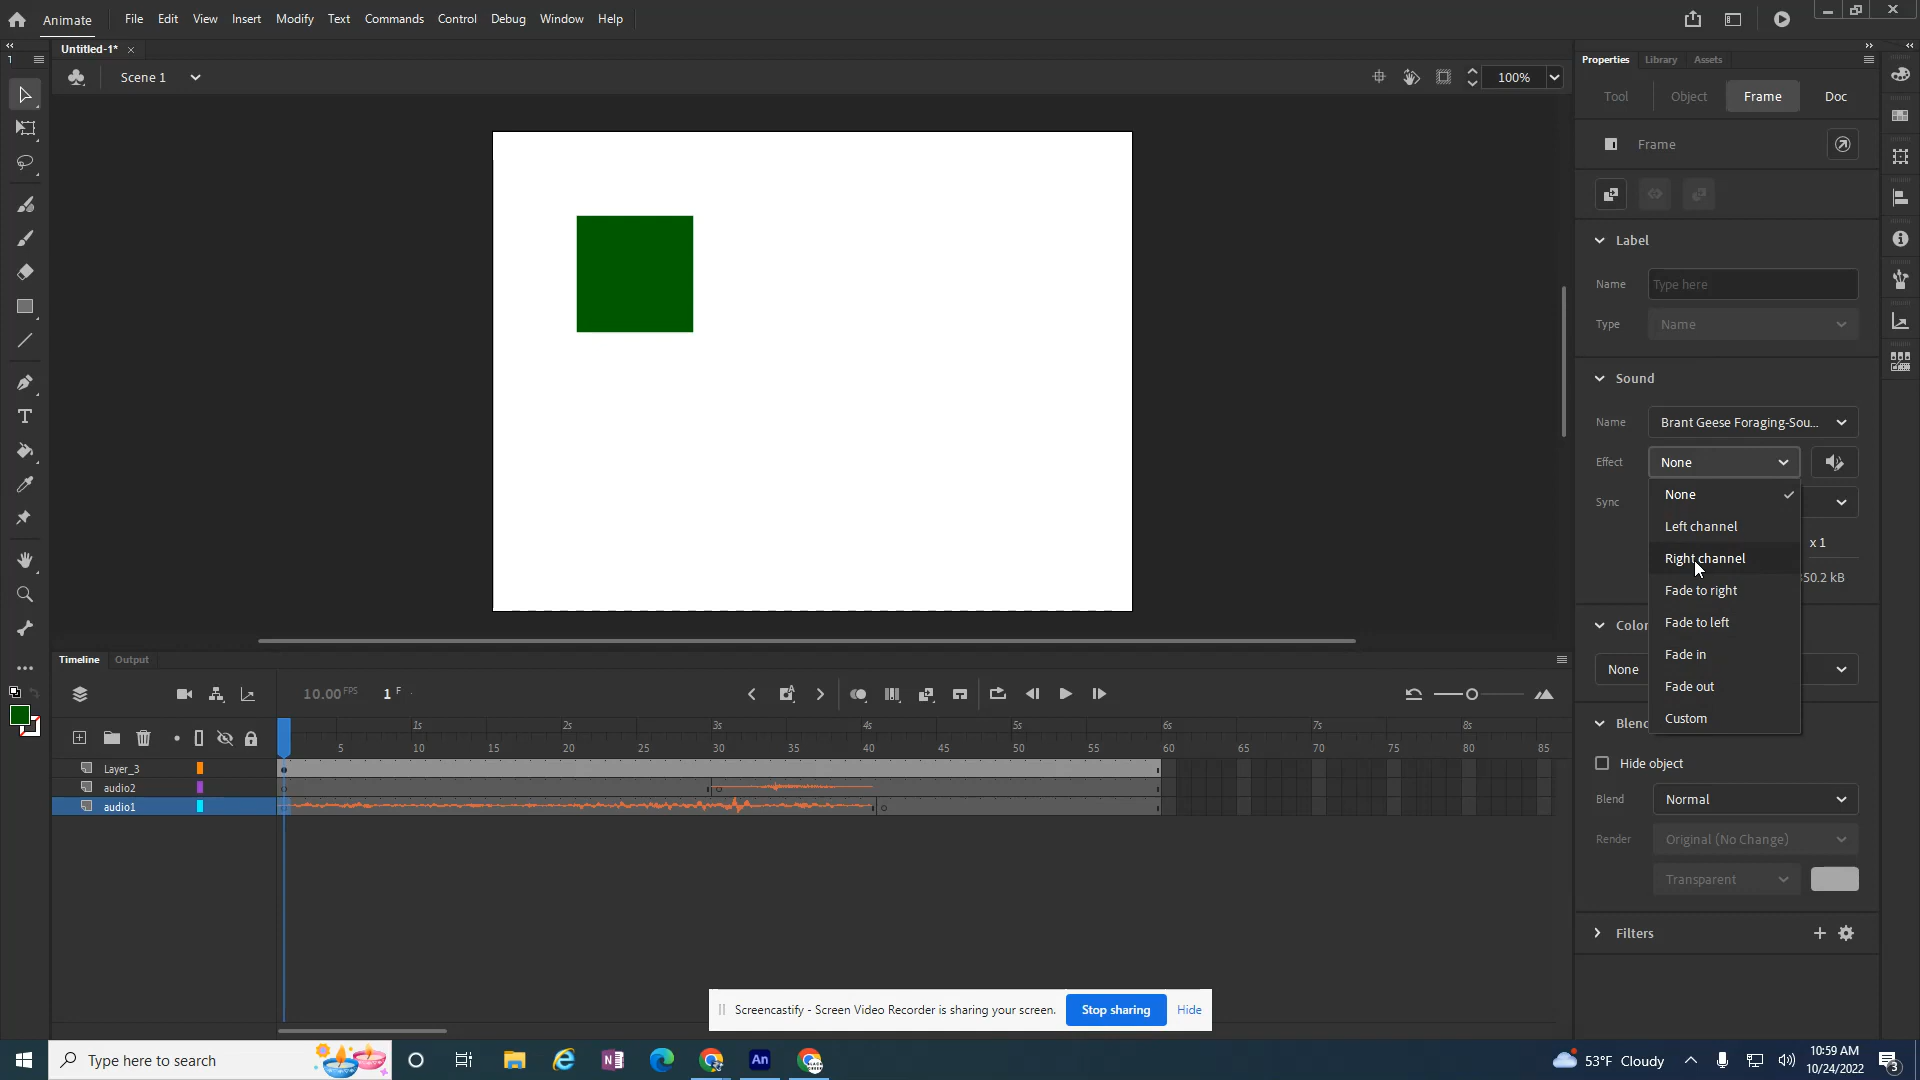 Animate File Edit View Insert Modify Text Commands Control Debug Window Help
Untitled-1* ×
1
Scene 1
100%
Properties Library Assets
Tool Object Frame Doc
Frame
Label
Name Type here
Type Name
Sound
Name Brant Geese Foraging-Sou...
Effect None
None
Left channel
Right channel
Fade to right
Fade to left
Fade in
Fade out
Custom
Sync
x 1
350.2 kB
Color
None
Blend
Hide object
Blend Normal
Render Original (No Change)
Transparent
Filters
Timeline Output
10.00 FPS 1 F
1s 2s 3s 4s 5s 6s 7s 8s
5 10 15 20 25 30 35 40 45 50 55 60 65 70 75 80 85
Layer_3
audio2
audio1
Screencastify - Screen Video Recorder is sharing your screen. Stop sharing Hide
Type here to search
An
53°F Cloudy
10:59 AM
10/24/2022
3